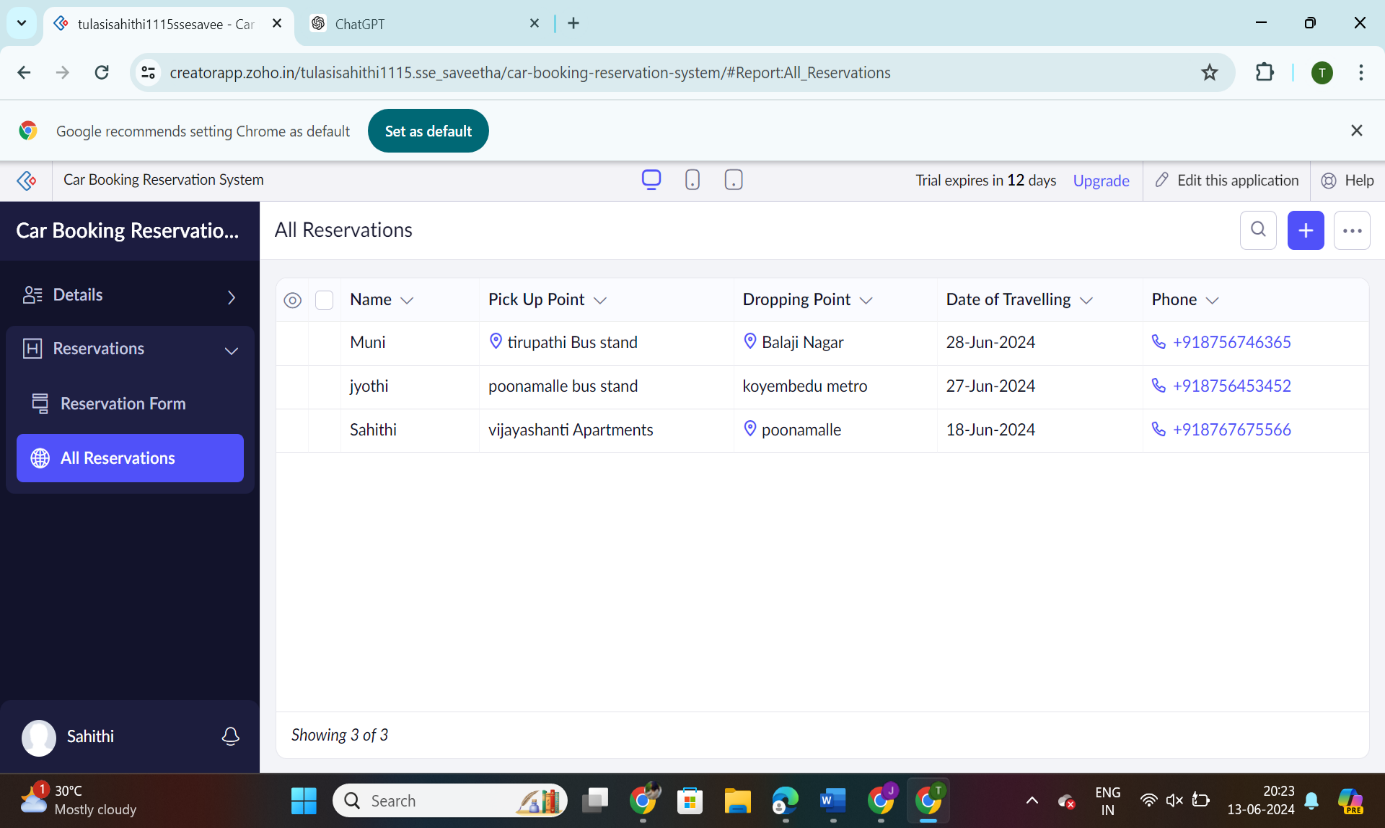 tulasisahithi1115ssesavee - Car
ChatGPT
creatorapp.zoho.in/tulasisahithi1115.sse_saveetha/car-booking-reservation-system/#Report:All_Reservations
T
Google recommends setting Chrome as default
Set as default
Car Booking Reservation System
Trial expires in 12 days
Upgrade
Edit this application
Help
Car Booking Reservatio...
All Reservations
Details
Reservations
Reservation Form
All Reservations
Name Pick Up Point Dropping Point Date of Travelling Phone
Muni tirupathi Bus stand Balaji Nagar 28-Jun-2024 +918756746365
jyothi poonamalle bus stand koyembedu metro 27-Jun-2024 +918756453452
Sahithi vijayashanti Apartments poonamalle 18-Jun-2024 +918767675566
Showing 3 of 3
Sahithi
1
30°C
Mostly cloudy
Search
W
J
T
ENG
IN
20:23
13-06-2024
PRE